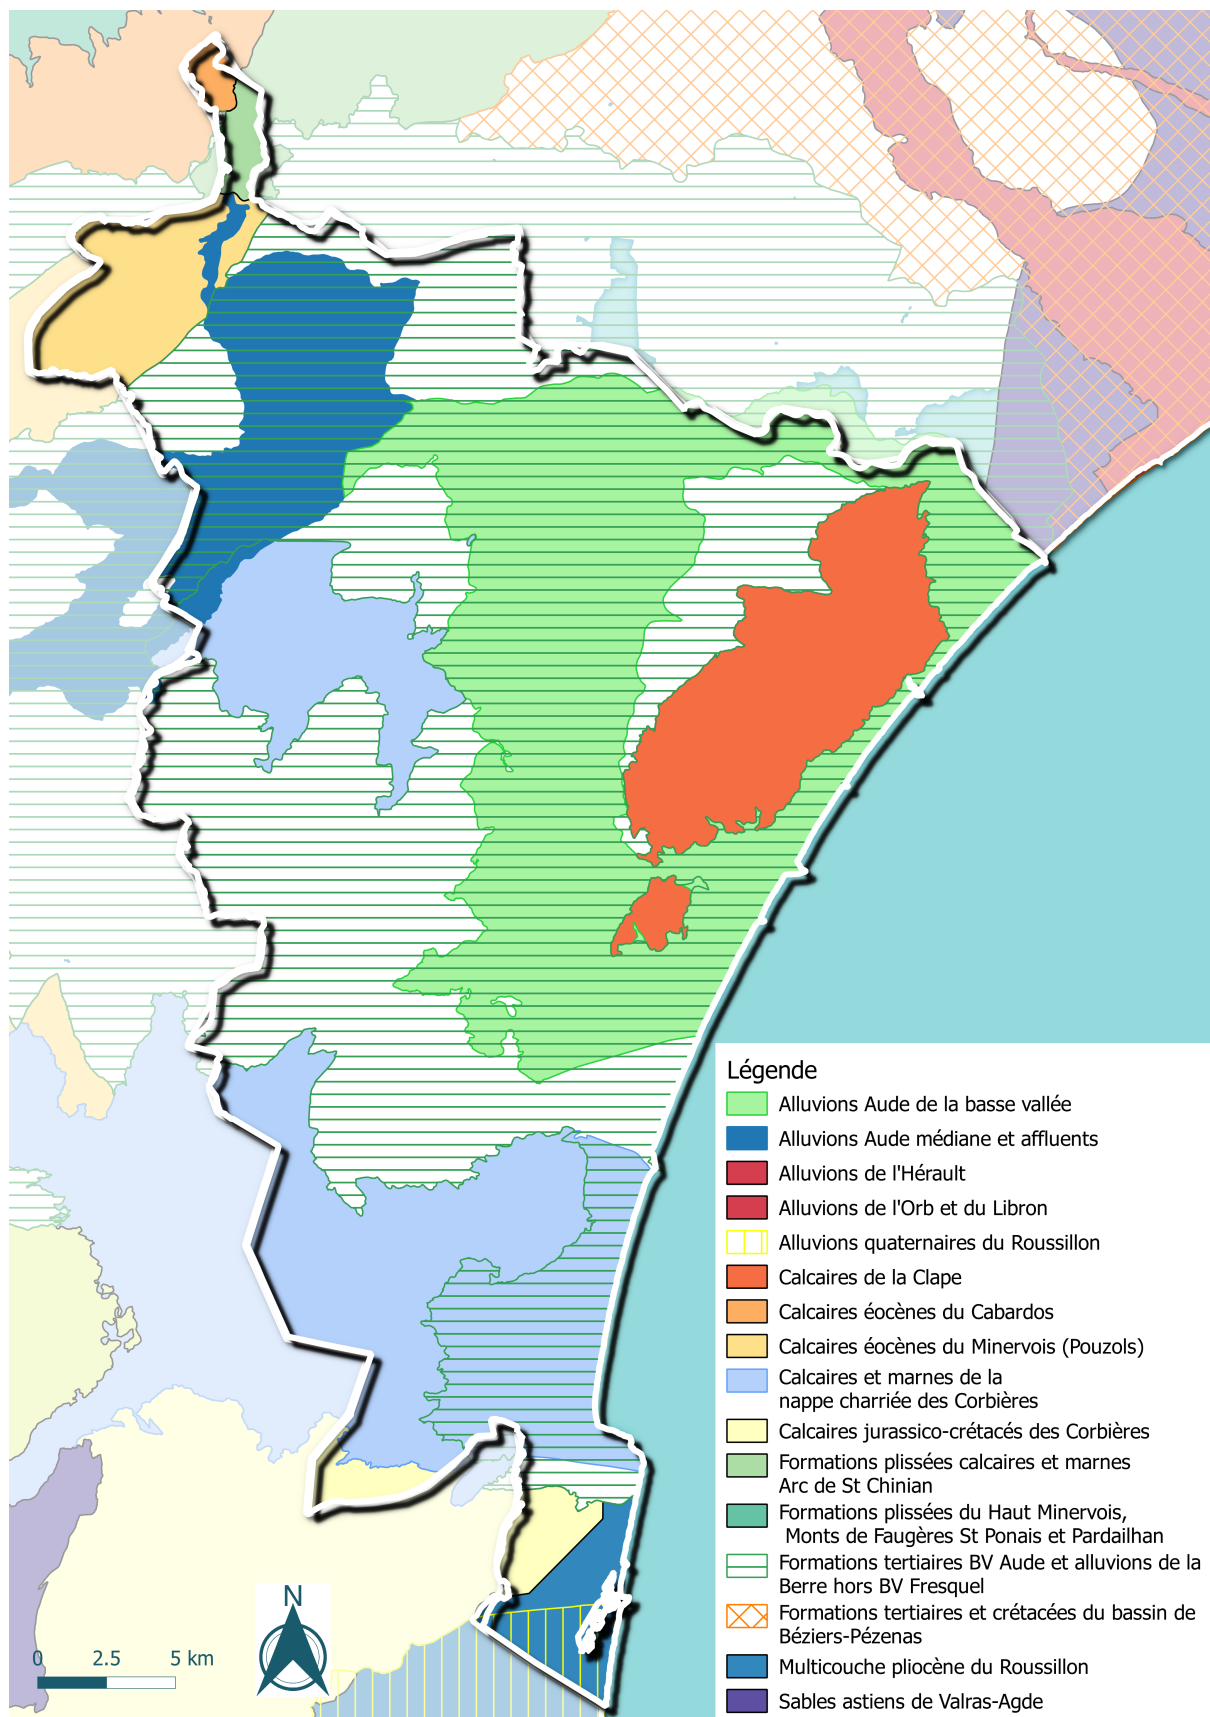 Légende
Alluvions Aude de la basse vallée
Alluvions Aude médiane et affluents
Alluvions de l'Hérault
Alluvions de l'Orb et du Libron
Alluvions quaternaires du Roussillon
Calcaires de la Clape
Calcaires éocènes du Cabardos
Calcaires éocènes du Minervois (Pouzols)
Calcaires et marnes de la
nappe charriée des Corbières
Calcaires jurassico-crétacés des Corbières
Formations plissées calcaires et marnes
Arc de St Chinian
Formations plissées du Haut Minervois,
Monts de Faugères St Ponais et Pardailhan
Formations tertiaires BV Aude et alluvions de la
Berre hors BV Fresquel
Formations tertiaires et crétacées du bassin de
Béziers-Pézenas
Multicouche pliocène du Roussillon
Sables astiens de Valras-Agde
N
0 2.5 5 km